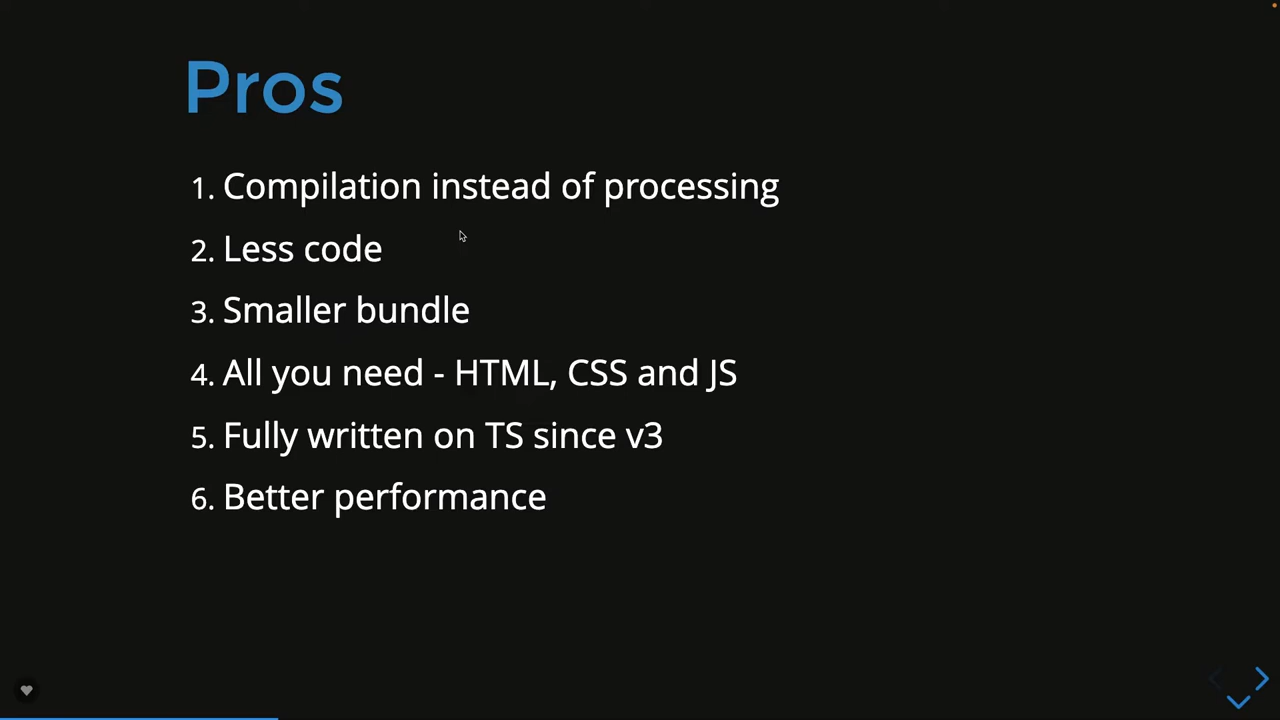 Pros
1. Compilation instead of processing
2. Less code
3. Smaller bundle
4. All you need - HTML, CSS and JS
5. Fully written on TS since v3
6. Better performance